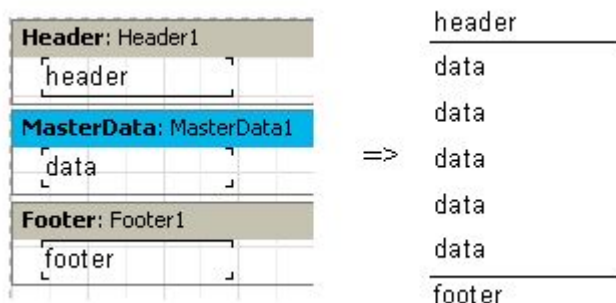 Header: Header1
header
MasterData: MasterData1
data
Footer: Footer1
footer
=>
header
data
data
data
data
data
footer